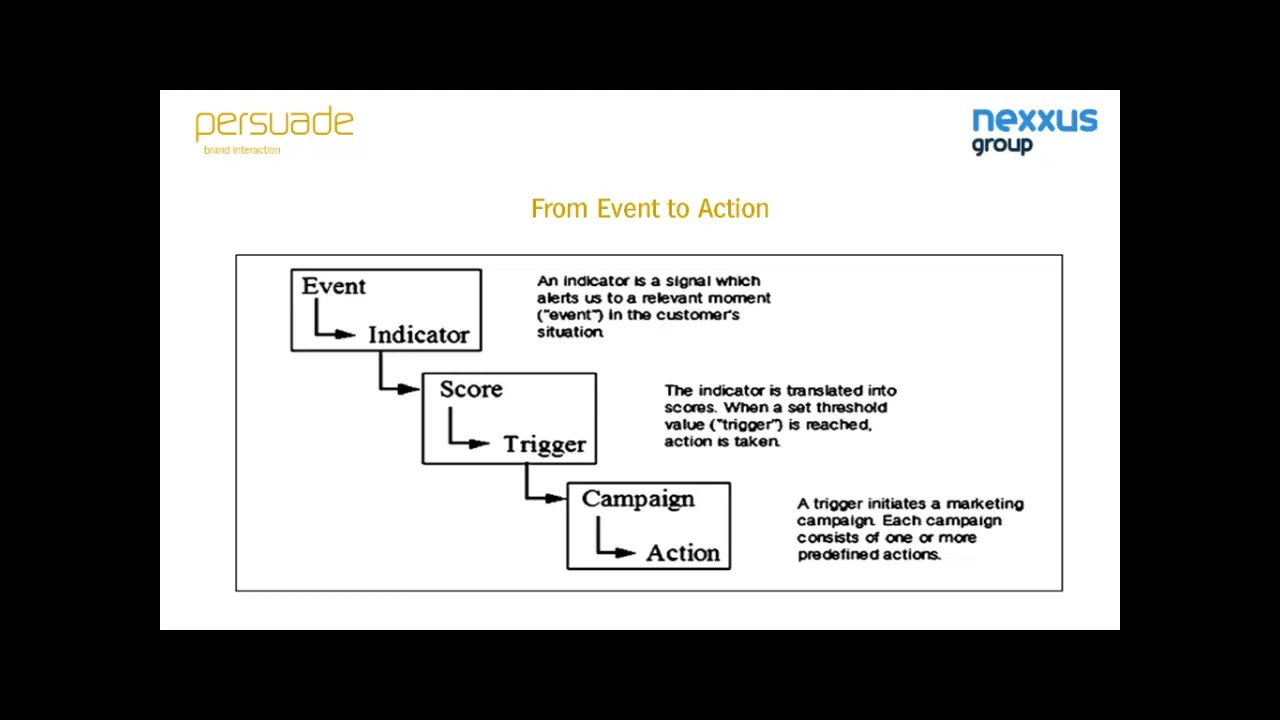 persuade
brand interaction
nexxus
group
From Event to Action
Event
Indicator
An indicator is a signal which
alerts us to a relevant moment
("event") in the customer's
situation.
Score
Trigger
The indicator is translated into
scores. When a set threshold
value ("trigger") is reached,
action is taken.
Campaign
Action
A trigger initiates a marketing
campaign. Each campaign
consists of one or more
predefined actions.